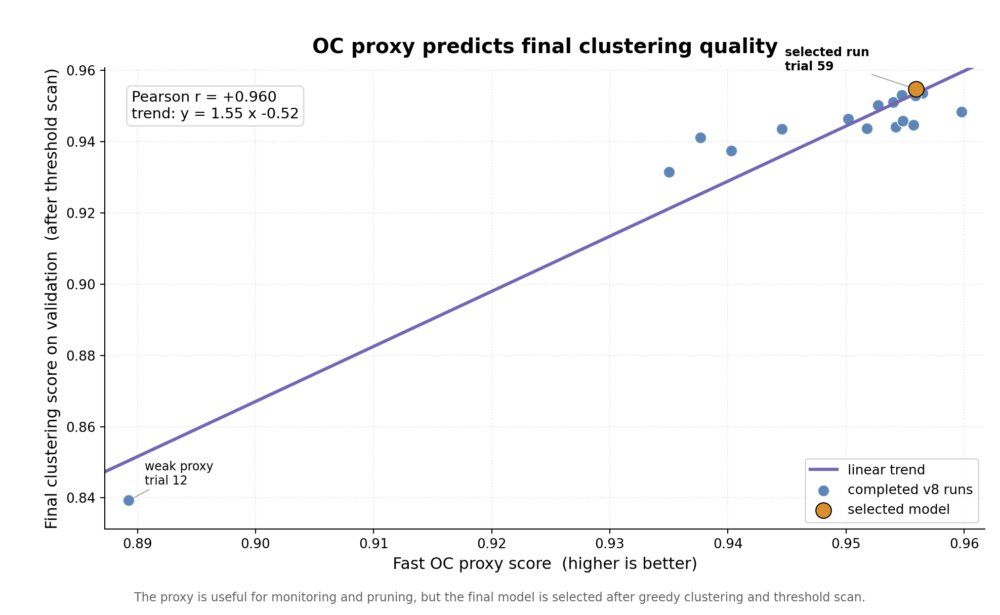 OC proxy predicts final clustering quality
selected run
trial 59
Pearson r = +0.960
trend: y = 1.55 x -0.52
Final clustering score on validation  (after threshold scan)
0.96
0.94
0.92
0.90
0.88
0.86
0.84
weak proxy
trial 12
linear trend
completed v8 runs
selected model
0.89 0.90 0.91 0.92 0.93 0.94 0.95 0.96
Fast OC proxy score  (higher is better)
The proxy is useful for monitoring and pruning, but the final model is selected after greedy clustering and threshold scan.